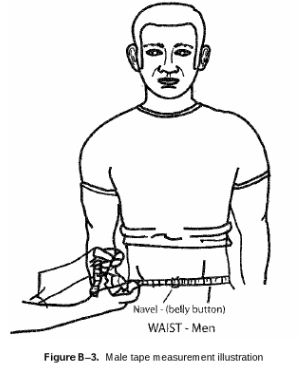 Navel - (belly button)
WAIST - Men
Figure B–3. Male tape measurement illustration